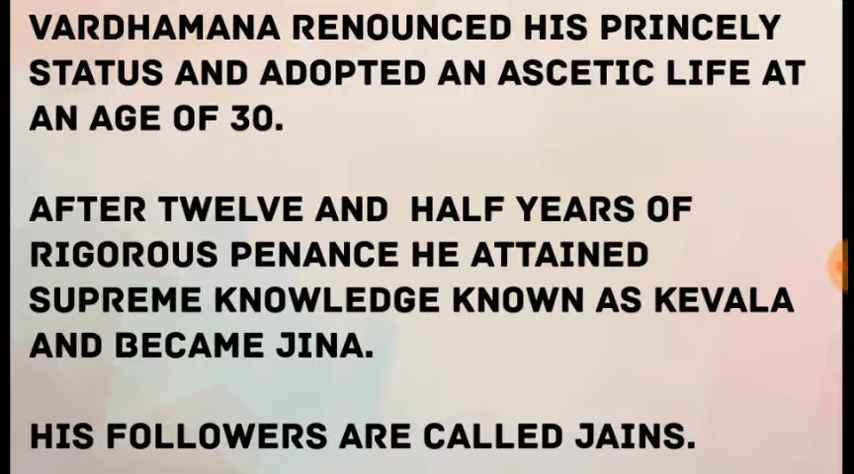 VARDHAMANA RENOUNCED HIS PRINCELY
STATUS AND ADOPTED AN ASCETIC LIFE AT
AN AGE OF 30.
AFTER TWELVE AND HALF YEARS OF
RIGOROUS PENANCE HE ATTAINED
SUPREME KNOWLEDGE KNOWN AS KEVALA
AND BECAME JINA.
HIS FOLLOWERS ARE CALLED JAINS.